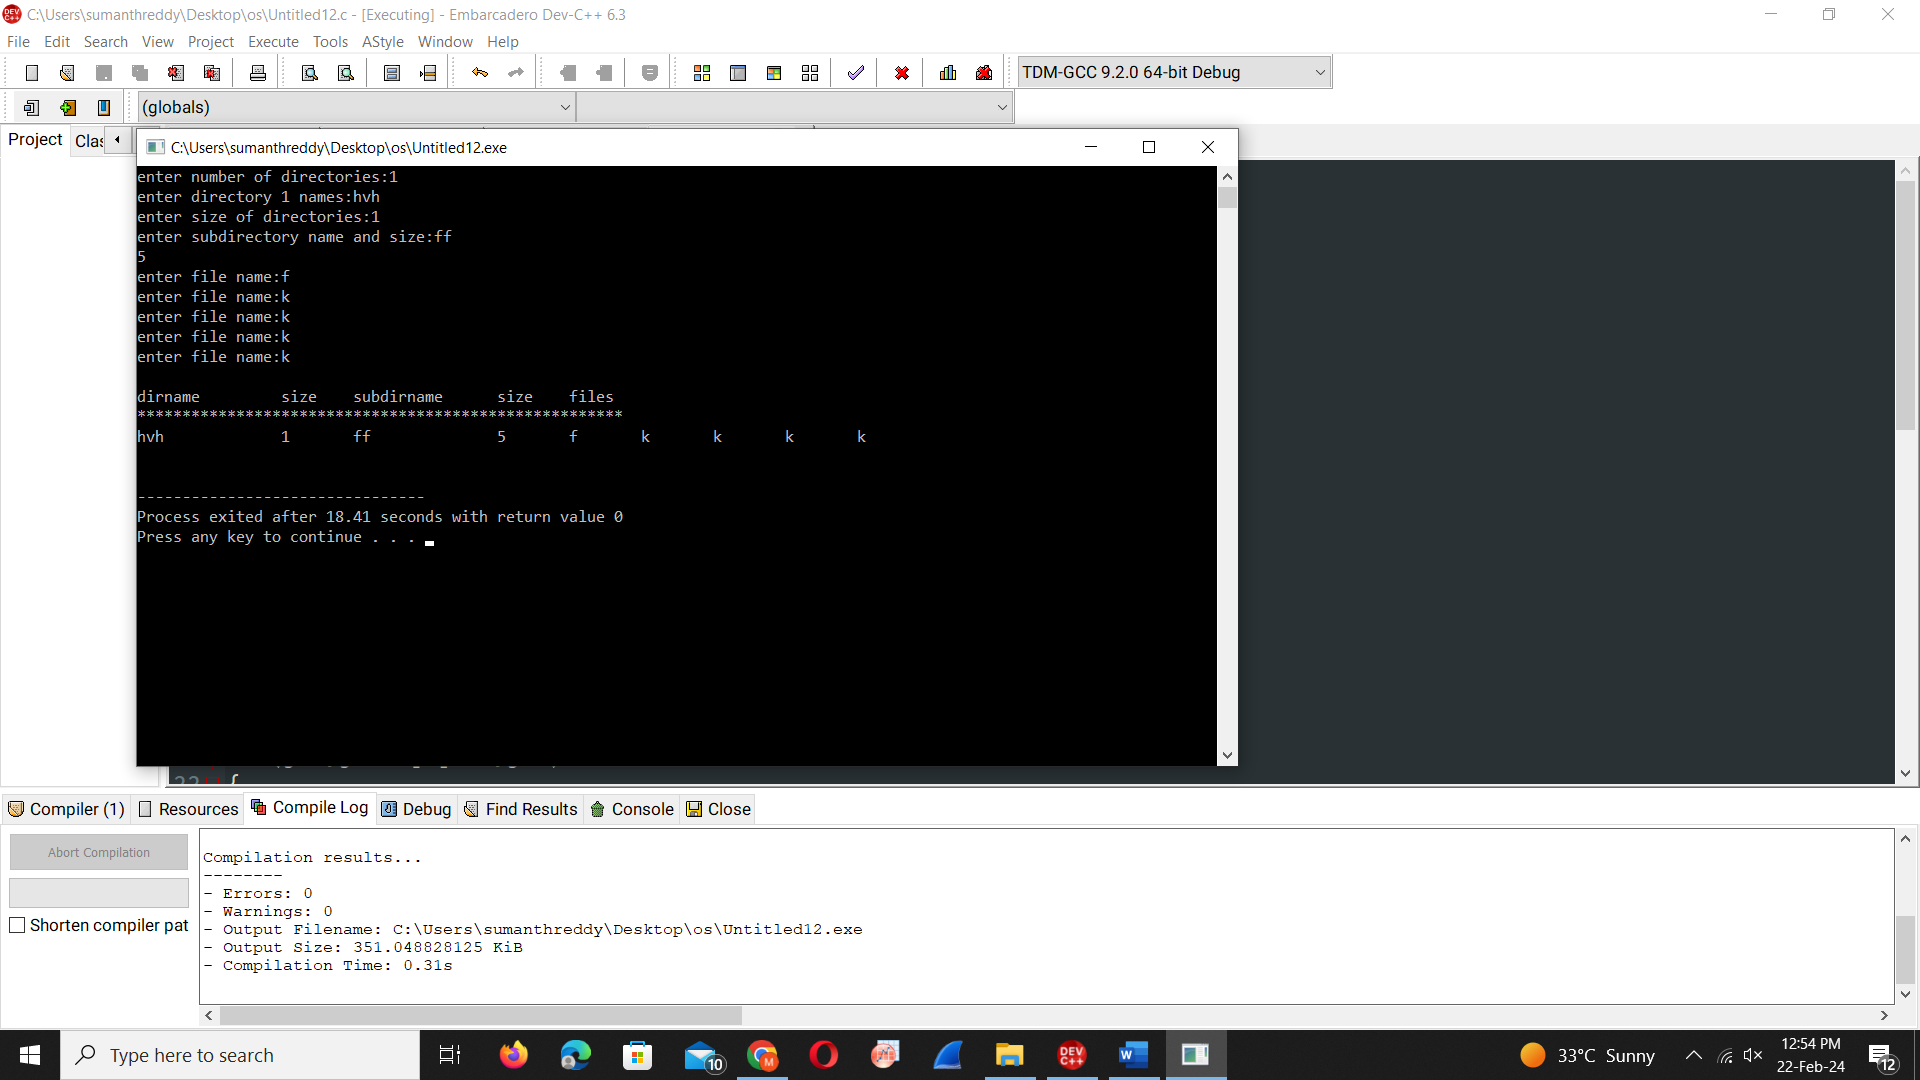 C:\Users\sumanthreddy\Desktop\os\Untitled12.c - [Executing] - Embarcadero Dev-C++ 6.3
File Edit Search View Project Execute Tools AStyle Window Help
TDM-GCC 9.2.0 64-bit Debug
(globals)
Project Clas
C:\Users\sumanthreddy\Desktop\os\Untitled12.exe
enter number of directories:1
enter directory 1 names:hvh
enter size of directories:1
enter subdirectory name and size:ff
5
enter file name:f
enter file name:k
enter file name:k
enter file name:k
enter file name:k
dirname size subdirname size files
******************************************************
hvh 1 ff 5 f k k k k
--------------------------------
Process exited after 18.41 seconds with return value 0
Press any key to continue . . .
{
Compiler (1) Resources Compile Log Debug Find Results Console Close
Abort Compilation
Shorten compiler pat
Compilation results...
--------
- Errors: 0
- Warnings: 0
- Output Filename: C:\Users\sumanthreddy\Desktop\os\Untitled12.exe
- Output Size: 351.048828125 KiB
- Compilation Time: 0.31s
Type here to search
10
M
DEV C++
33°C Sunny
12:54 PM
22-Feb-24
12